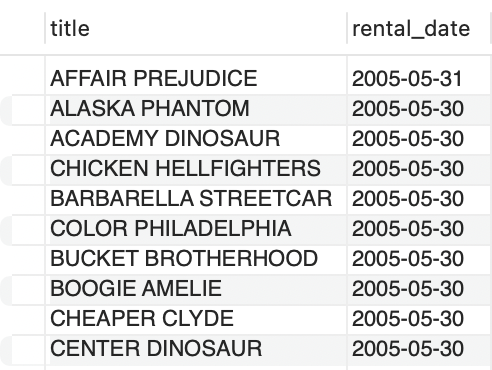 title rental_date
AFFAIR PREJUDICE 2005-05-31
ALASKA PHANTOM 2005-05-30
ACADEMY DINOSAUR 2005-05-30
CHICKEN HELLFIGHTERS 2005-05-30
BARBARELLA STREETCAR 2005-05-30
COLOR PHILADELPHIA 2005-05-30
BUCKET BROTHERHOOD 2005-05-30
BOOGIE AMELIE 2005-05-30
CHEAPER CLYDE 2005-05-30
CENTER DINOSAUR 2005-05-30